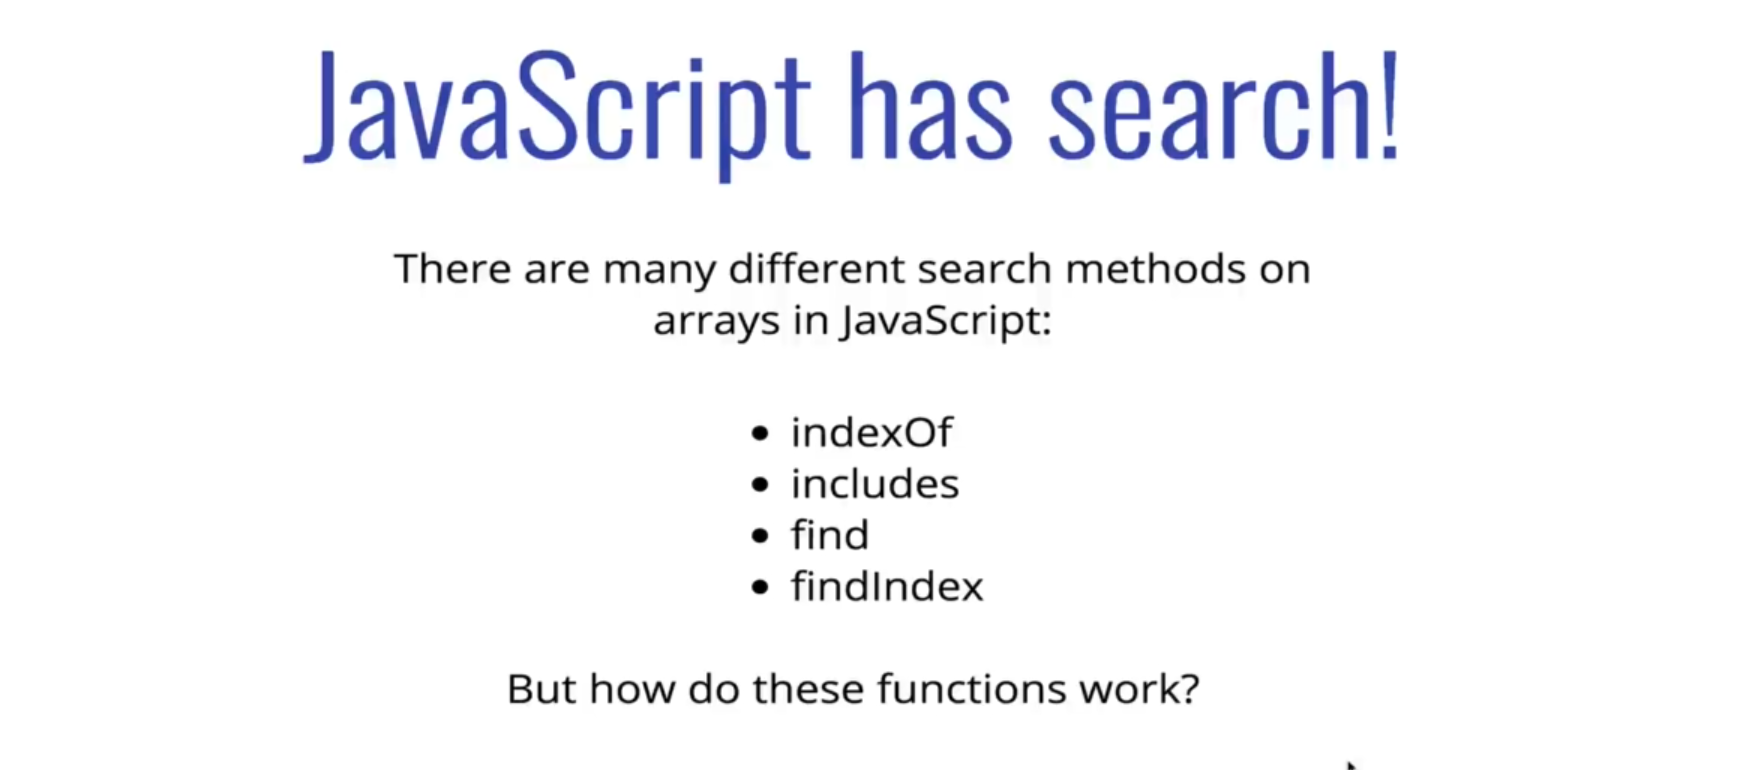 JavaScript has search!
There are many different search methods on
arrays in JavaScript:
• indexOf
• includes
• find
• findIndex
But how do these functions work?